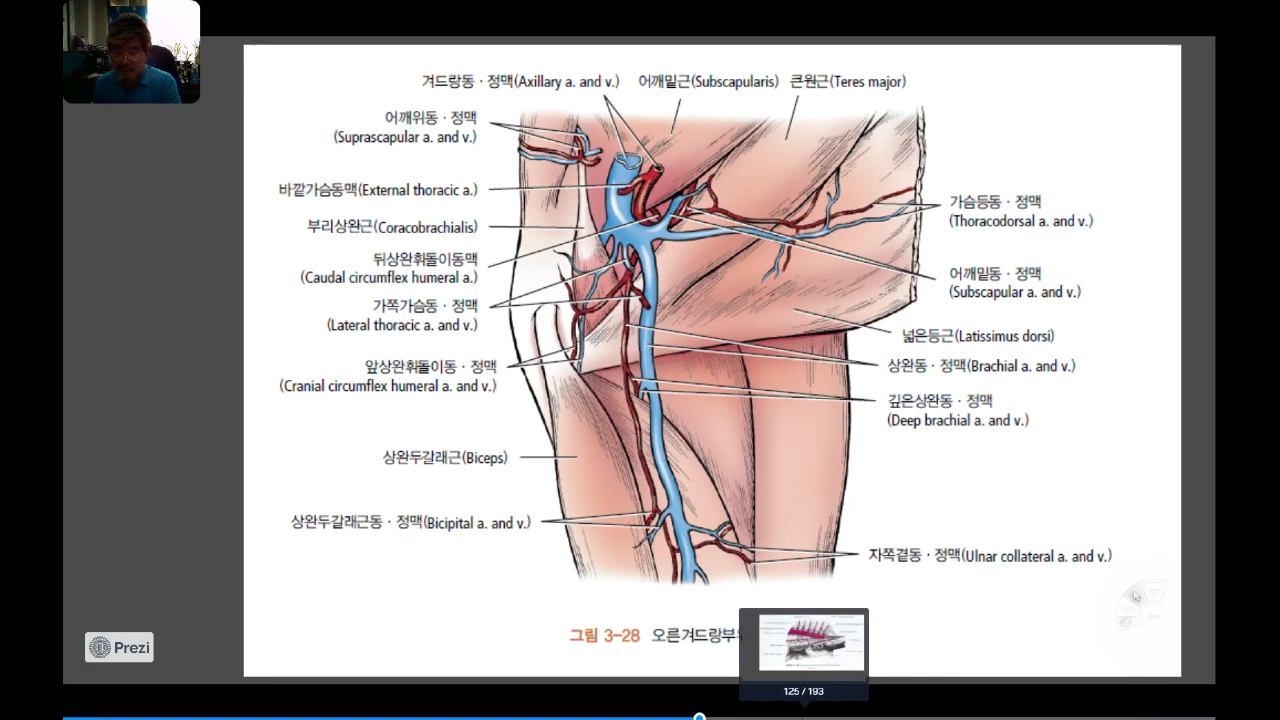 겨드랑동 · 정맥(Axillary a. and v.) 어깨밑근(Subscapularis) 큰원근(Teres major)
어깨위동 · 정맥
(Suprascapular a. and v.)
바깥가슴동맥(External thoracic a.)
부리상완근(Coracobrachialis)
뒤상완휘돌이동맥
(Caudal circumflex humeral a.)
가쪽가슴동 · 정맥
(Lateral thoracic a. and v.)
앞상완휘돌이동 · 정맥
(Cranial circumflex humeral a. and v.)
상완두갈래근(Biceps)
상완두갈래근동 · 정맥(Bicipital a. and v.)
가슴등동 · 정맥
(Thoracodorsal a. and v.)
어깨밑동 · 정맥
(Subscapular a. and v.)
넓은등근(Latissimus dorsi)
상완동 · 정맥(Brachial a. and v.)
깊은상완동 · 정맥
(Deep brachial a. and v.)
자쪽곁동 · 정맥(Ulnar collateral a. and v.)
그림 3-28 오른겨드랑부
Prezi
125 / 193